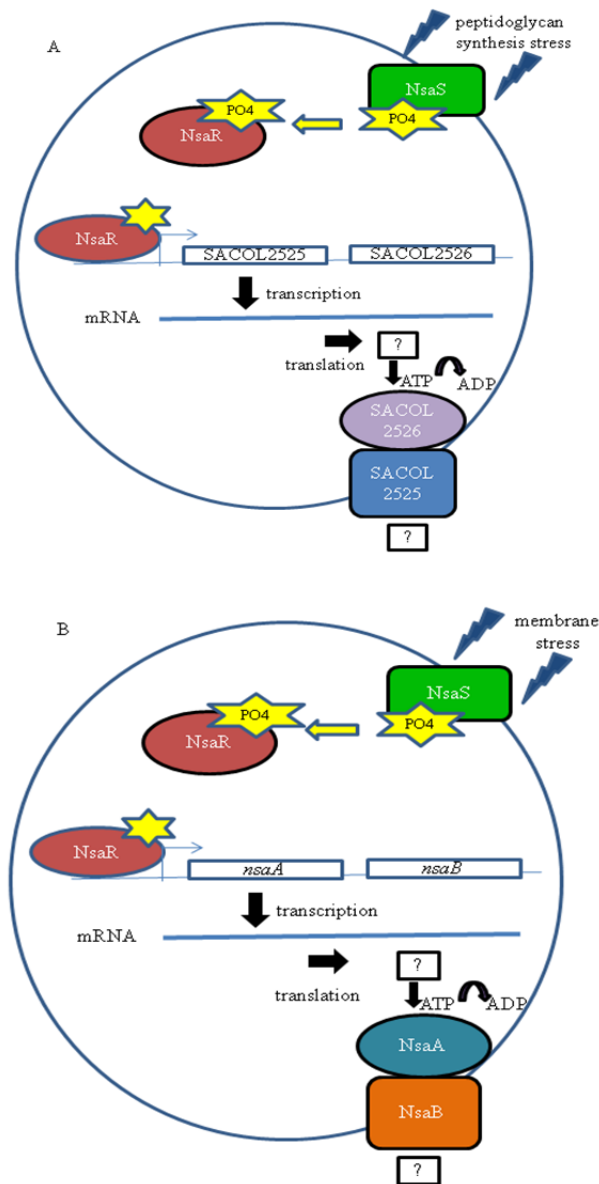 A
peptidoglycan
synthesis stress
NsaS
PO4
PO4
NsaR
NsaR
SACOL2525
SACOL2526
transcription
mRNA
translation
?
ATP
ADP
SACOL
2526
SACOL
2525
?
B
membrane
stress
NsaS
PO4
PO4
NsaR
NsaR
nsaA
nsaB
transcription
mRNA
translation
?
ATP
ADP
NsaA
NsaB
?